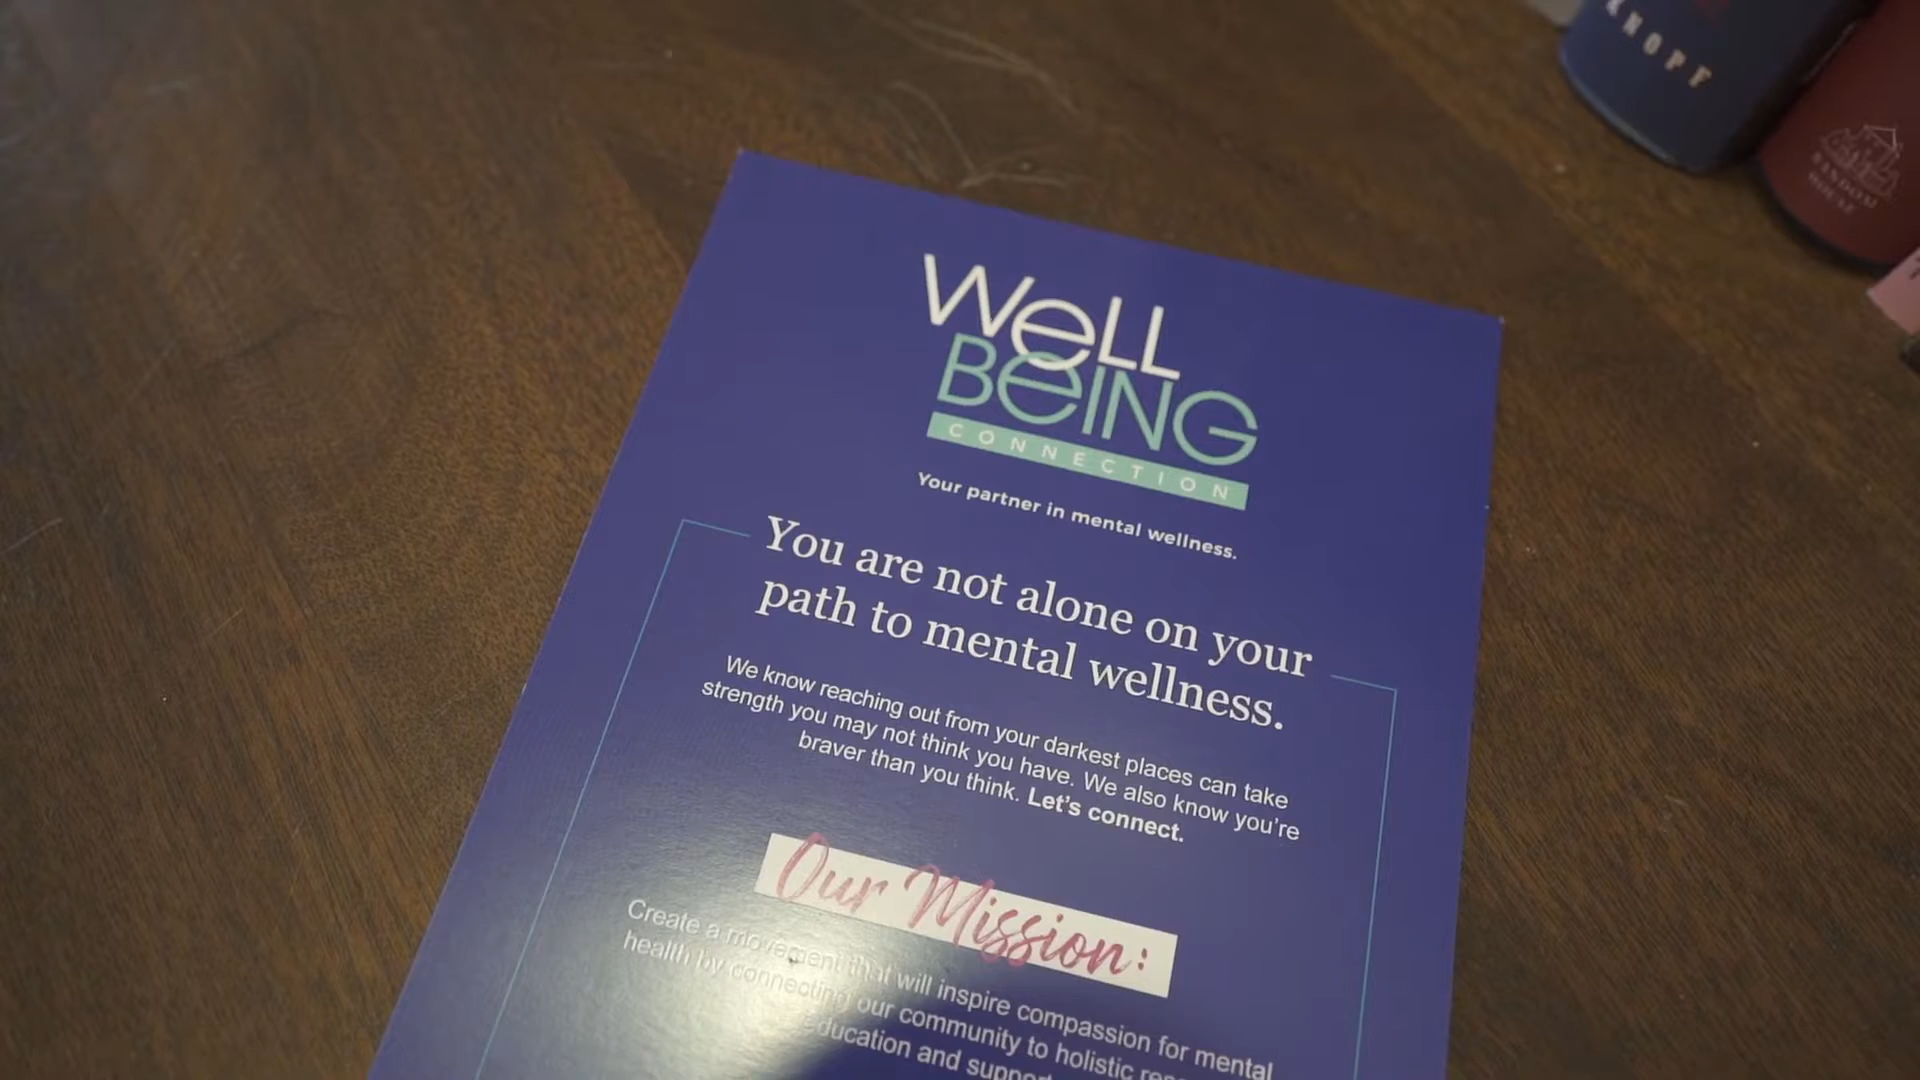 KNOPF
RANDOM
HOUSE
WeLL
BeING
CONNECTION
Your partner in mental wellness.
You are not alone on your
path to mental wellness.
We know reaching out from your darkest places can take
strength you may not think you have. We also know you're
braver than you think. Let's connect.
Our Mission:
Create a movement that will inspire compassion for mental
health by connecting our community to holistic
education and